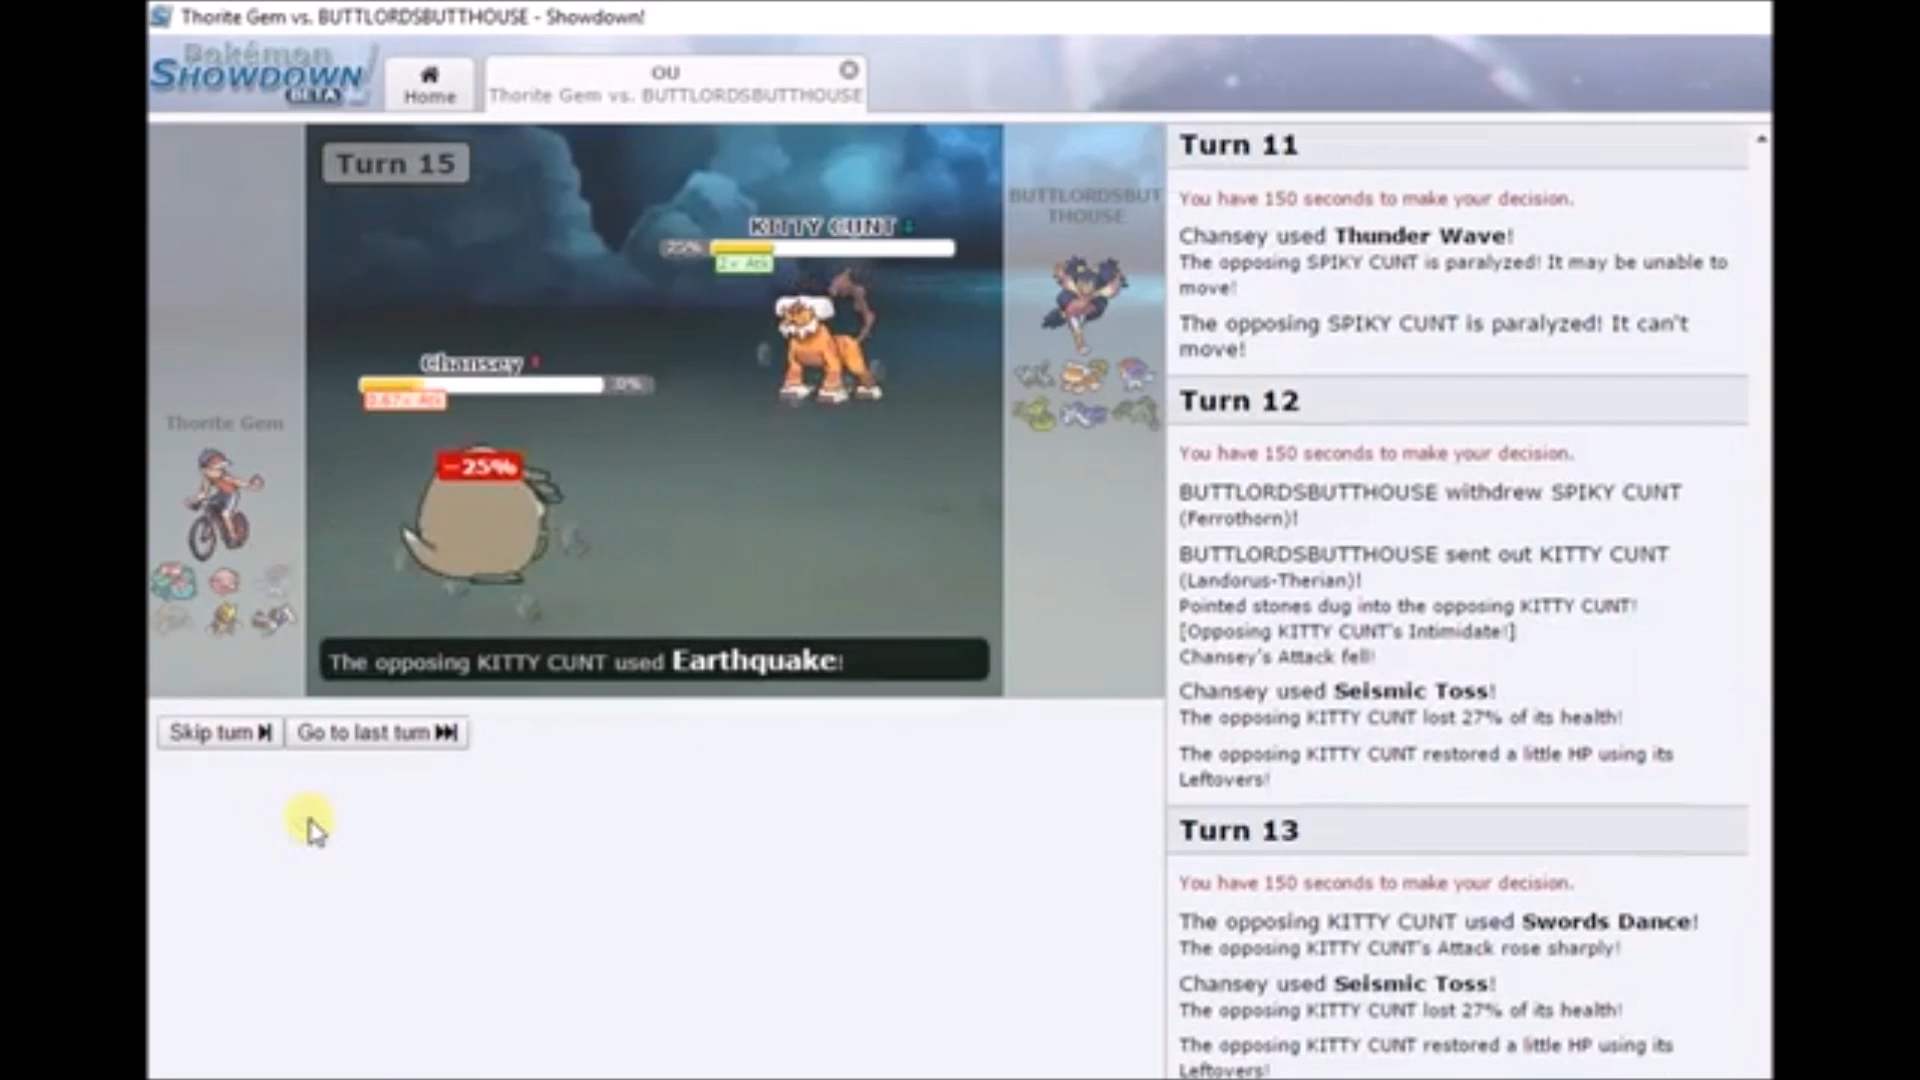 Thorite Gem vs. BUTTLORDSBUTTHOUSE - Showdown!
Pokémon
SHOWDOWN
BETA
Home
OU
Thorite Gem vs. BUTTLORDSBUTTHOUSE
Turn 15
KITTY CUNT
25%
2× Atk
Chansey
0%
0.67× Atk
-25%
The opposing KITTY CUNT used Earthquake!
Thorite Gem
BUTTLORDSBUT
THOUSE
Skip turn
Go to last turn
Turn 11
You have 150 seconds to make your decision.
Chansey used Thunder Wave!
The opposing SPIKY CUNT is paralyzed! It may be unable to
move!
The opposing SPIKY CUNT is paralyzed! It can't
move!
Turn 12
You have 150 seconds to make your decision.
BUTTLORDSBUTTHOUSE withdrew SPIKY CUNT
(Ferrothorn)!
BUTTLORDSBUTTHOUSE sent out KITTY CUNT
(Landorus-Therian)!
Pointed stones dug into the opposing KITTY CUNT!
[Opposing KITTY CUNT's Intimidate!]
Chansey's Attack fell!
Chansey used Seismic Toss!
The opposing KITTY CUNT lost 27% of its health!
The opposing KITTY CUNT restored a little HP using its
Leftovers!
Turn 13
You have 150 seconds to make your decision.
The opposing KITTY CUNT used Swords Dance!
The opposing KITTY CUNT's Attack rose sharply!
Chansey used Seismic Toss!
The opposing KITTY CUNT lost 27% of its health!
The opposing KITTY CUNT restored a little HP using its
Leftovers!